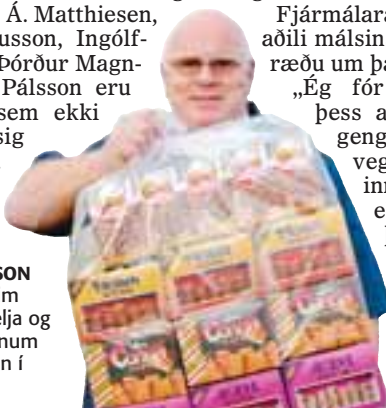 Á. Matthiesen,
usson, Ingólf-
Þórður Magn-
Pálsson eru
sem ekki
sig
SON
m
elja og
num
n í
Fjármálará
aðili málsin
ræðu um þa
„Ég fór
þess a
geng
veg
inn
e